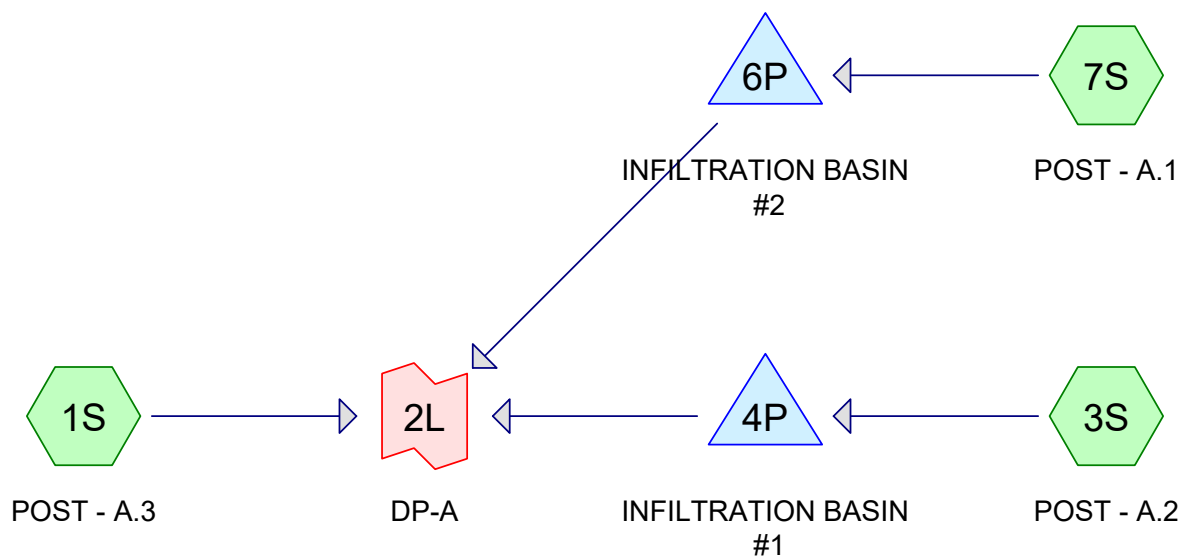 6P
7S
INFILTRATION BASIN
#2
POST - A.1
1S
2L
4P
3S
POST - A.3
DP-A
INFILTRATION BASIN
#1
POST - A.2